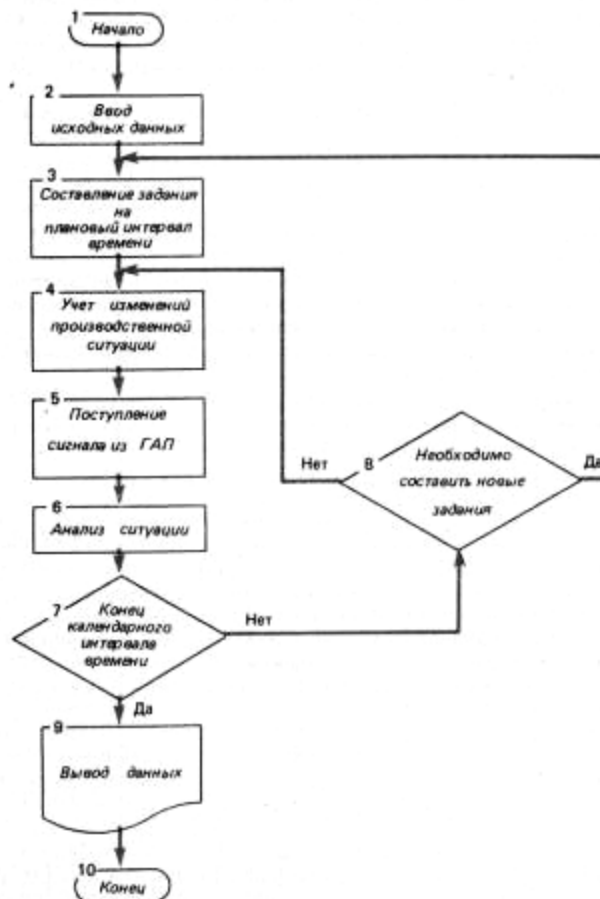 1
Начало
2
Ввод
исходных данных
3
Составление задания
на
плановый интервал
времени
4
Учет изменений
производственной
ситуации
5
Поступление
сигнала из ГАП
6
Анализ ситуации
7
Конец
календарного
интервала
времени
Нет
Да
8
Необходимо
составить новые
задания
Нет
Да
9
Вывод данных
10
Конец